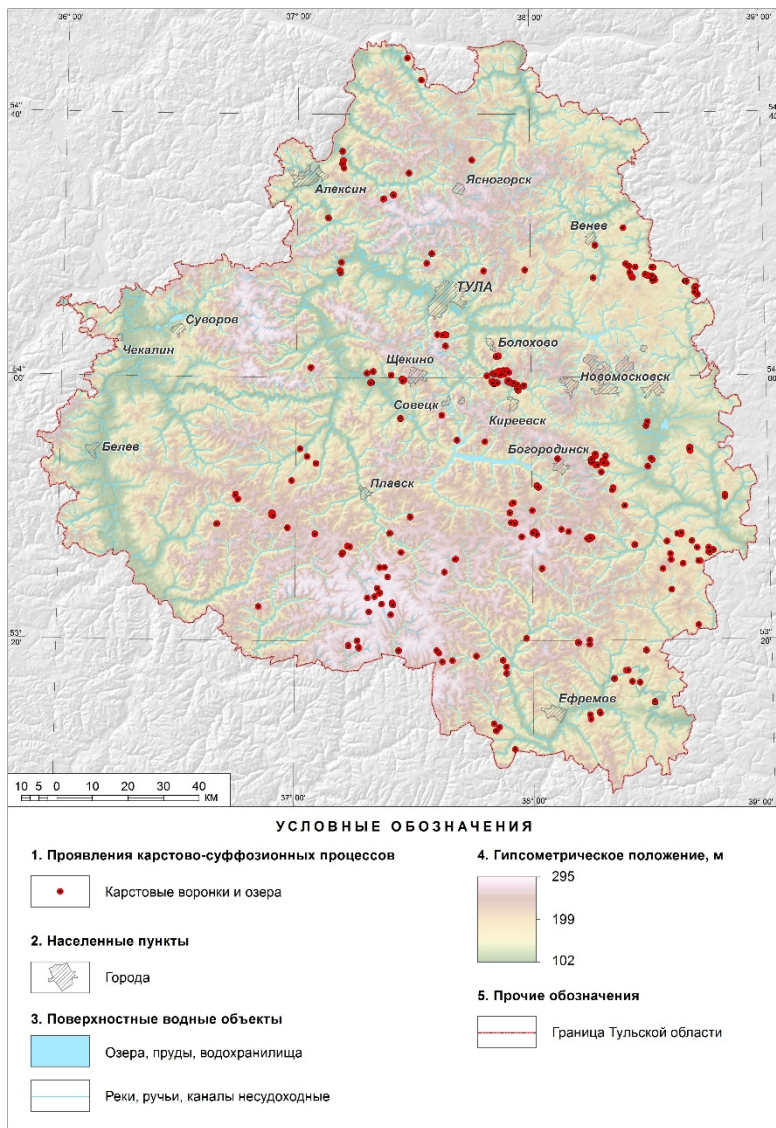 36° 00'
37° 00'
38° 00'
39° 00'
54°
40'
54°
40'
Алексин
Ясногорск
Венев
ТУЛА
Суворов
Чекалин
Болохово
54°
00'
Щекино
Новомосковск
54°
00'
Советск
Киреевск
Белев
Богородицк
Плавск
53°
20'
53°
20'
Ефремов
10 5 0 10 20 30 40
КМ
37° 00'
38° 00'
39° 00'
УСЛОВНЫЕ ОБОЗНАЧЕНИЯ
1. Проявления карстово-суффозионных процессов
Карстовые воронки и озера
2. Населенные пункты
Города
3. Поверхностные водные объекты
Озера, пруды, водохранилища
Реки, ручьи, каналы несудоходные
4. Гипсометрическое положение, м
295
199
102
5. Прочие обозначения
Граница Тульской области